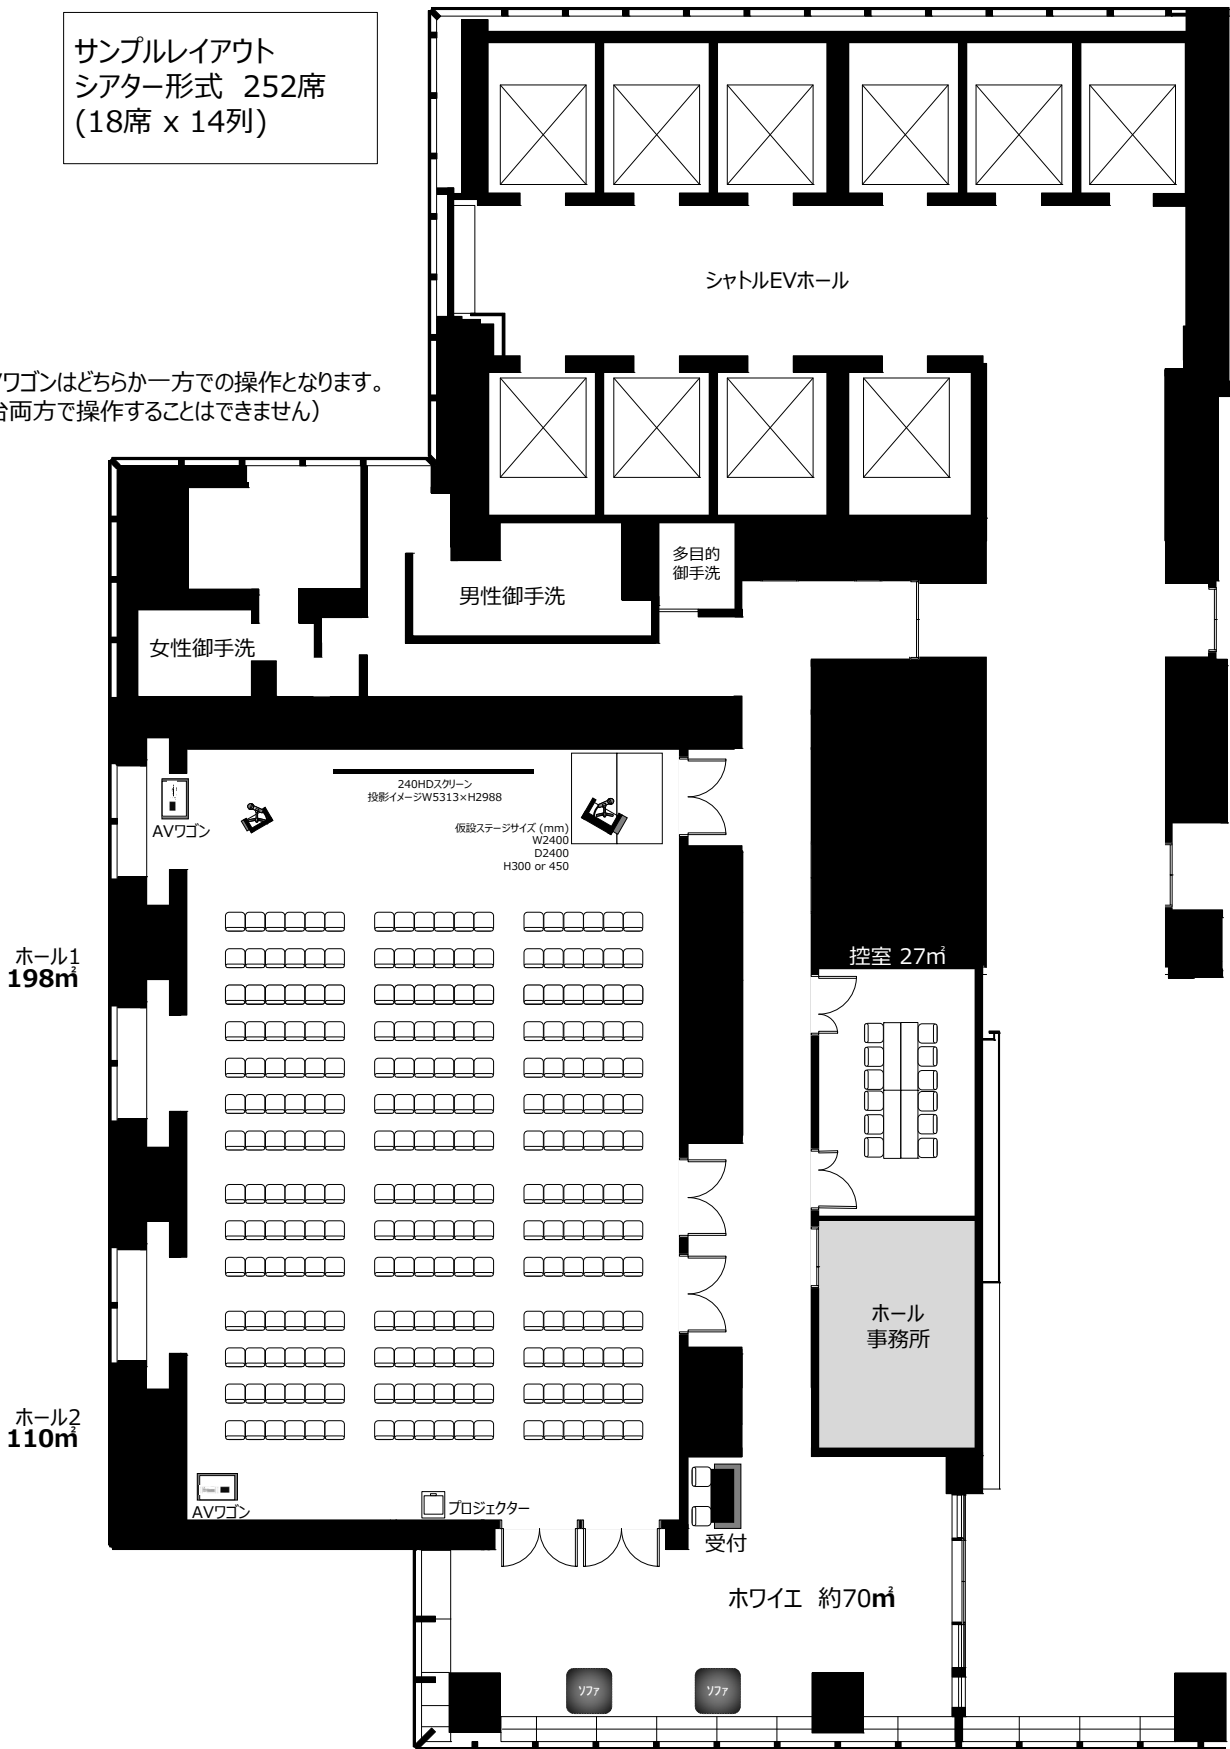 サンプルレイアウト
シアター形式 252席
(18席 x 14列)
シャトルEVホール
ワゴンはどちらか一方での操作となります。
台両方で操作することはできません）
多目的
御手洗
男性御手洗
女性御手洗
240HDスクリーン
投影イメージW5313×H2988
AVワゴン
仮設ステージサイズ (mm)
W2400
D2400
H300 or 450
ホール1
198㎡
控室 27㎡
ホール
事務所
ホール2
110㎡
AVワゴン
プロジェクター
受付
ホワイエ 約70㎡
ソファ
ソファ